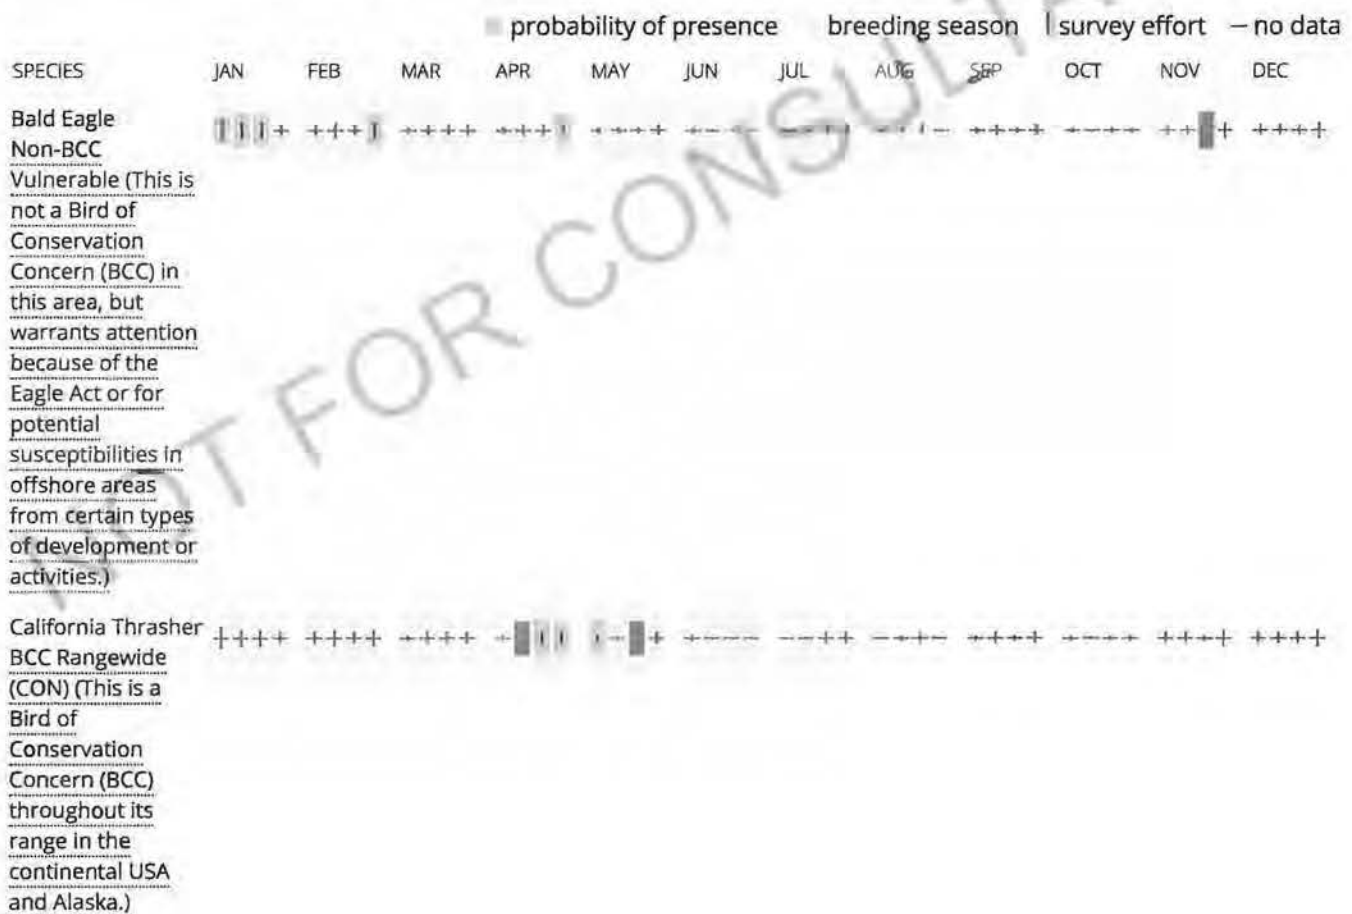 probability of presence breeding season survey effort — no data
SPECIES JAN FEB MAR APR MAY JUN JUL AUG SEP OCT NOV DEC
Bald Eagle
Non-BCC
Vulnerable (This is
not a Bird of
Conservation
Concern (BCC) in
this area, but
warrants attention
because of the
Eagle Act or for
potential
susceptibilities in
offshore areas
from certain types
of development or
activities.)
California Thrasher
BCC Rangewide
(CON) (This is a
Bird of
Conservation
Concern (BCC)
throughout its
range in the
continental USA
and Alaska.)
NOT FOR CONSULTA